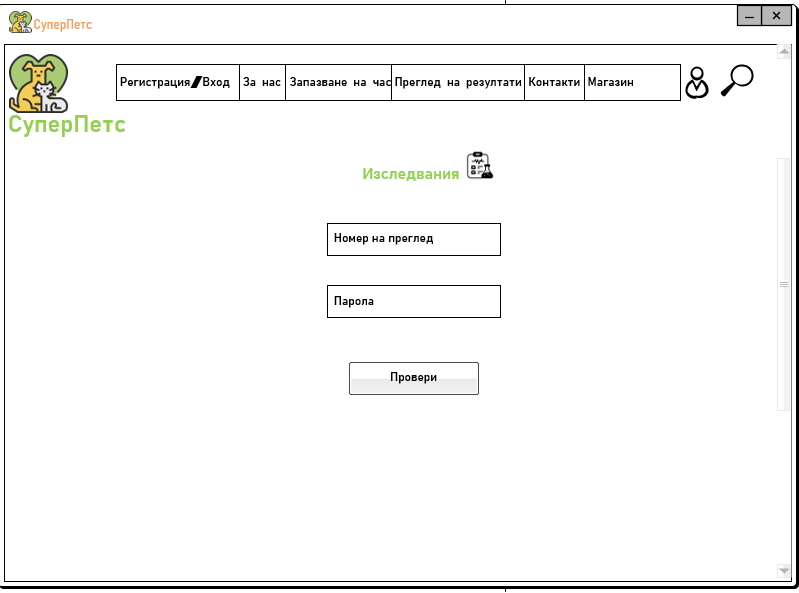 СуперПетс
Регистрация/Вход За нас Запазване на час Преглед на резултати Контакти Магазин
СуперПетс
Изследвания
Номер на преглед
Парола
Провери